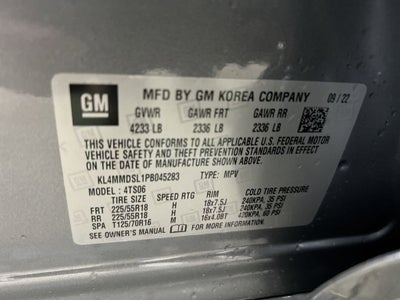 GM
MFD BY GM KOREA COMPANY 09 / 22
GVWR GAWR FRT GAWR RR
4233 LB 2336 LB 2336 LB
THIS VEHICLE CONFORMS TO ALL APPLICABLE U.S. FEDERAL MOTOR
VEHICLE SAFETY, BUMPER, AND THEFT PREVENTION STANDARDS IN EFFECT
ON THE DATE OF MANUFACTURE SHOWN ABOVE.
KL4MMDSL1PB045283 TYPE: MPV
MODEL : 4TS06
TIRE SIZE SPEED RTG RIM COLD TIRE PRESSURE
FRT 225/55R18 H 18x7.5J 240KPA, 35 PSI
RR 225/55R18 H 18x7.5J 240KPA, 35 PSI
SPA T125/70R16 M 16x4.0BT 420KPA, 60 PSI
SEE OWNER'S MANUAL FOR ADDITIONAL INFORMATION